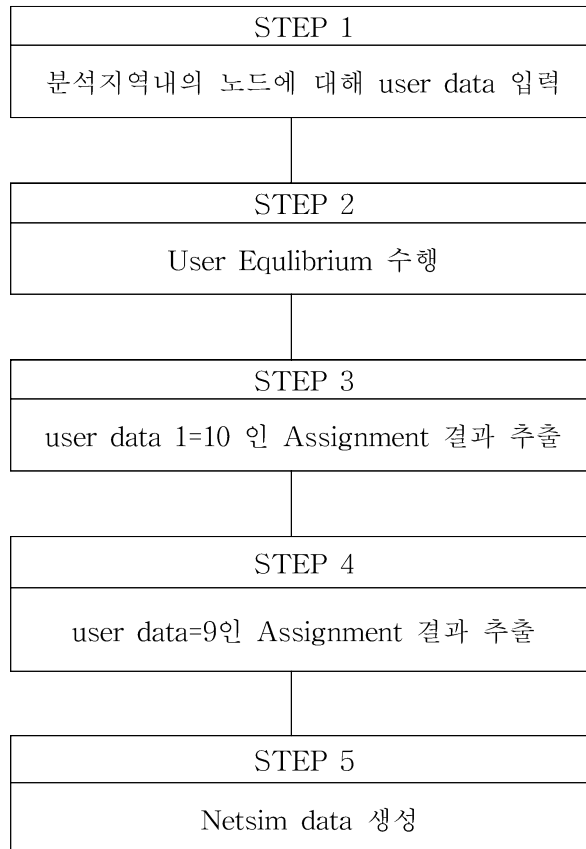 STEP 1
분석지역내의 노드에 대해 user data 입력
STEP 2
User Equlibrium 수행
STEP 3
user data 1=10 인 Assignment 결과 추출
STEP 4
user data=9인 Assignment 결과 추출
STEP 5
Netsim data 생성